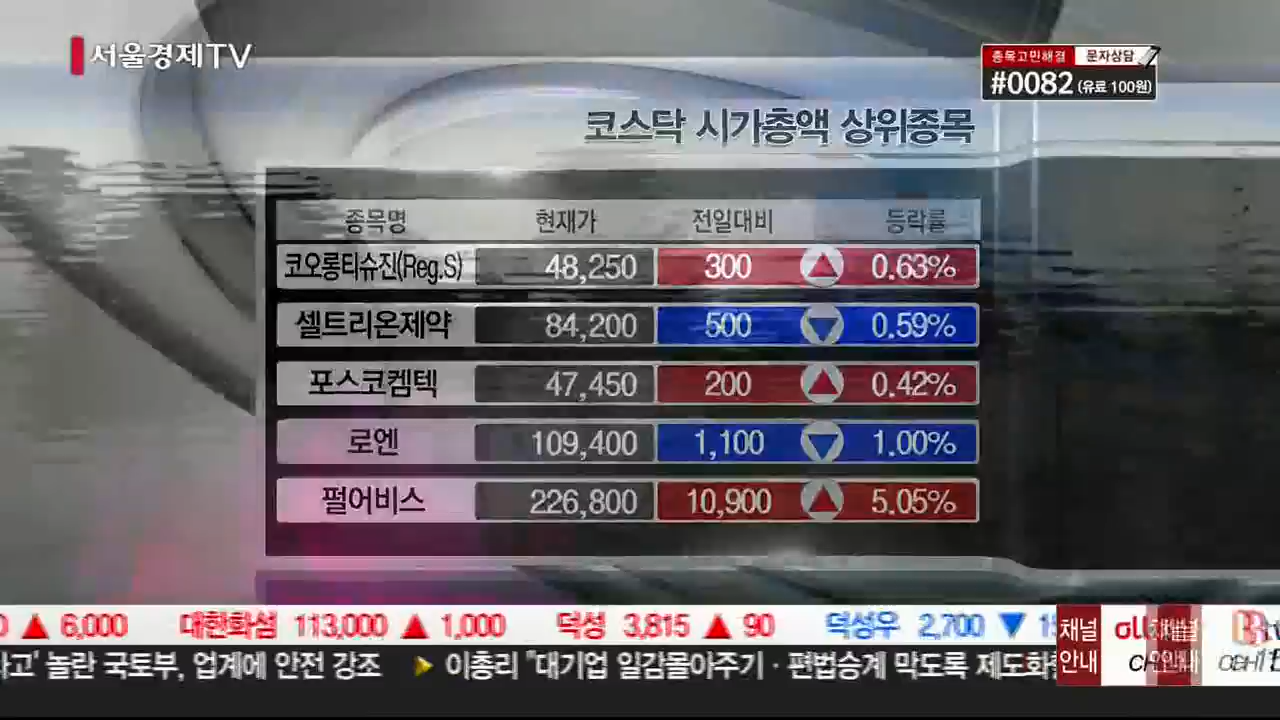 서울경제TV
종목고민해결 문자상담
#0082 (유료 100원)
코스닥 시가총액 상위종목
종목명 현재가 전일대비 등락률
코오롱티슈진(Reg.S) 48,250 300 ▲ 0.63%
셀트리온제약 84,200 500 ▼ 0.59%
포스코켐텍 47,450 200 ▲ 0.42%
로엔 109,400 1,100 ▼ 1.00%
펄어비스 226,800 10,900 ▲ 5.05%
0 ▲ 6,000 대한화섬 113,000 ▲ 1,000 덕성 3,815 ▲ 90 덕성우 2,700 ▼
놀란 국토부, 업계에 안전 강조 ▶ 이총리 "대기업 일감몰아주기·편법승계 막도록
채널
안내